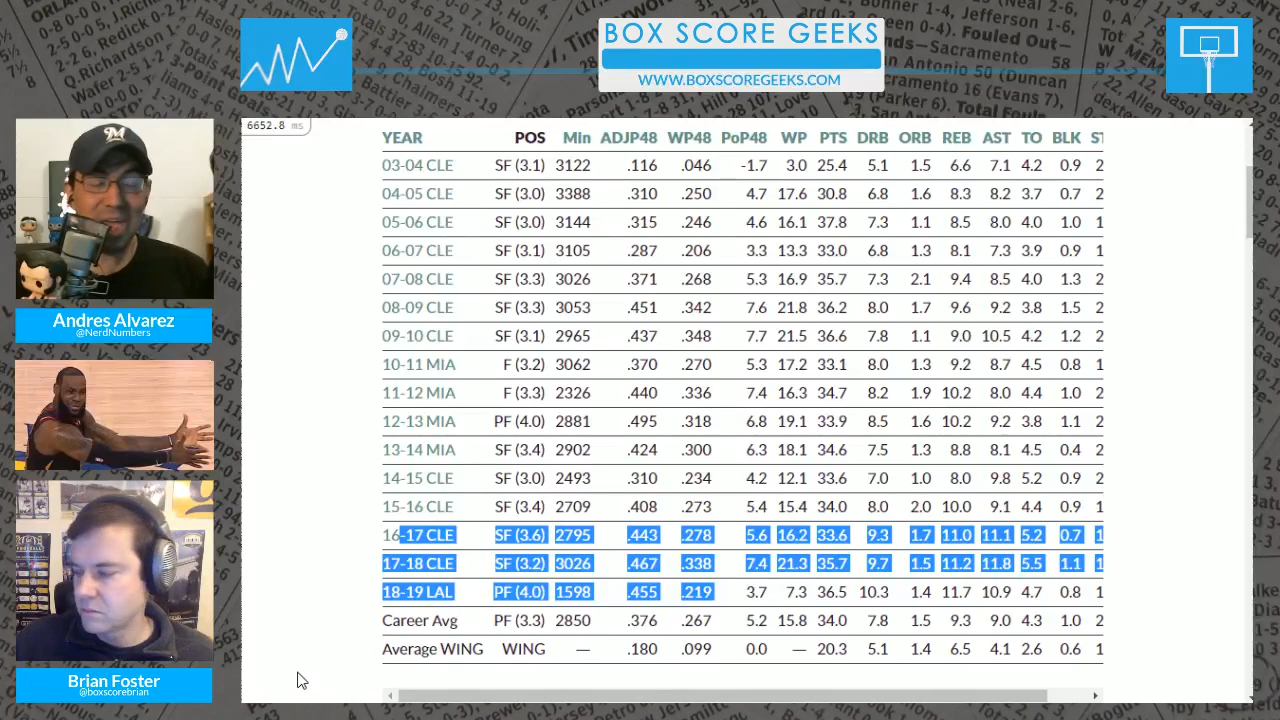 BOX SCORE GEEKS
WWW.BOXSCOREGEEKS.COM
6652.8 ms
YEAR POS Min ADJP48 WP48 PoP48 WP PTS DRB ORB REB AST TO BLK ST
03-04 CLE SF (3.1) 3122 .116 .046 -1.7 3.0 25.4 5.1 1.5 6.6 7.1 4.2 0.9 2
04-05 CLE SF (3.0) 3388 .310 .250 4.7 17.6 30.8 6.8 1.6 8.3 8.2 3.7 0.7 2
05-06 CLE SF (3.0) 3144 .315 .246 4.6 16.1 37.8 7.3 1.1 8.5 8.0 4.0 1.0 1
06-07 CLE SF (3.1) 3105 .287 .206 3.3 13.3 33.0 6.8 1.3 8.1 7.3 3.9 0.9 1
07-08 CLE SF (3.3) 3026 .371 .268 5.3 16.9 35.7 7.3 2.1 9.4 8.5 4.0 1.3 2
08-09 CLE SF (3.3) 3053 .451 .342 7.6 21.8 36.2 8.0 1.7 9.6 9.2 3.8 1.5 2
09-10 CLE SF (3.1) 2965 .437 .348 7.7 21.5 36.6 7.8 1.1 9.0 10.5 4.2 1.2 2
10-11 MIA F (3.2) 3062 .370 .270 5.3 17.2 33.1 8.0 1.3 9.2 8.7 4.5 0.8 1
11-12 MIA F (3.3) 2326 .440 .336 7.4 16.3 34.7 8.2 1.9 10.2 8.0 4.4 1.0 2
12-13 MIA PF (4.0) 2881 .495 .318 6.8 19.1 33.9 8.5 1.6 10.2 9.2 3.8 1.1 2
13-14 MIA SF (3.4) 2902 .424 .300 6.3 18.1 34.6 7.5 1.3 8.8 8.1 4.5 0.4 2
14-15 CLE SF (3.0) 2493 .310 .234 4.2 12.1 33.6 7.0 1.0 8.0 9.8 5.2 0.9 2
15-16 CLE SF (3.4) 2709 .408 .273 5.4 15.4 34.0 8.0 2.0 10.0 9.1 4.4 0.9 1
16-17 CLE SF (3.6) 2795 .443 .278 5.6 16.2 33.6 9.3 1.7 11.0 11.1 5.2 0.7 1
17-18 CLE SF (3.2) 3026 .467 .338 7.4 21.3 35.7 9.7 1.5 11.2 11.8 5.5 1.1 1
18-19 LAL PF (4.0) 1598 .455 .219 3.7 7.3 36.5 10.3 1.4 11.7 10.9 4.7 0.8 1
Career Avg PF (3.3) 2850 .376 .267 5.2 15.8 34.0 7.8 1.5 9.3 9.0 4.3 1.0 2
Average WING WING — .180 .099 0.0 — 20.3 5.1 1.4 6.5 4.1 2.6 0.6 1
Andres Alvarez
@NerdNumbers
Brian Foster
@boxscorebrian